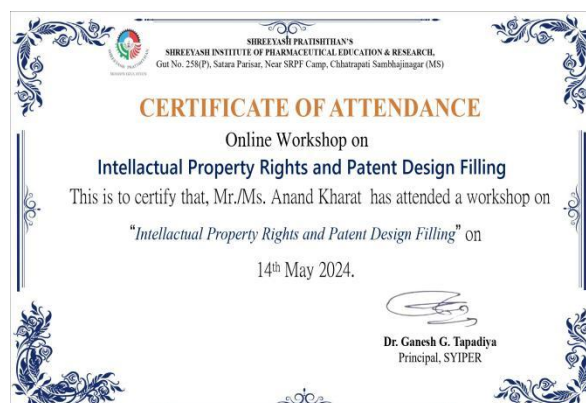 SHREEYASH PRATISHTHAN'S
SHREEYASH INSTITUTE OF PHARMACEUTICAL EDUCATION & RESEARCH,
Gut No. 258(P), Satara Parisar, Near SRPF Camp, Chhatrapati Sambhajinagar (MS)
CERTIFICATE OF ATTENDANCE
Online Workshop on
Intellactual Property Rights and Patent Design Filling
This is to certify that, Mr./Ms. Anand Kharat has attended a workshop on
"Intellactual Property Rights and Patent Design Filling" on
14th May 2024.
Dr. Ganesh G. Tapadiya
Principal, SYIPER